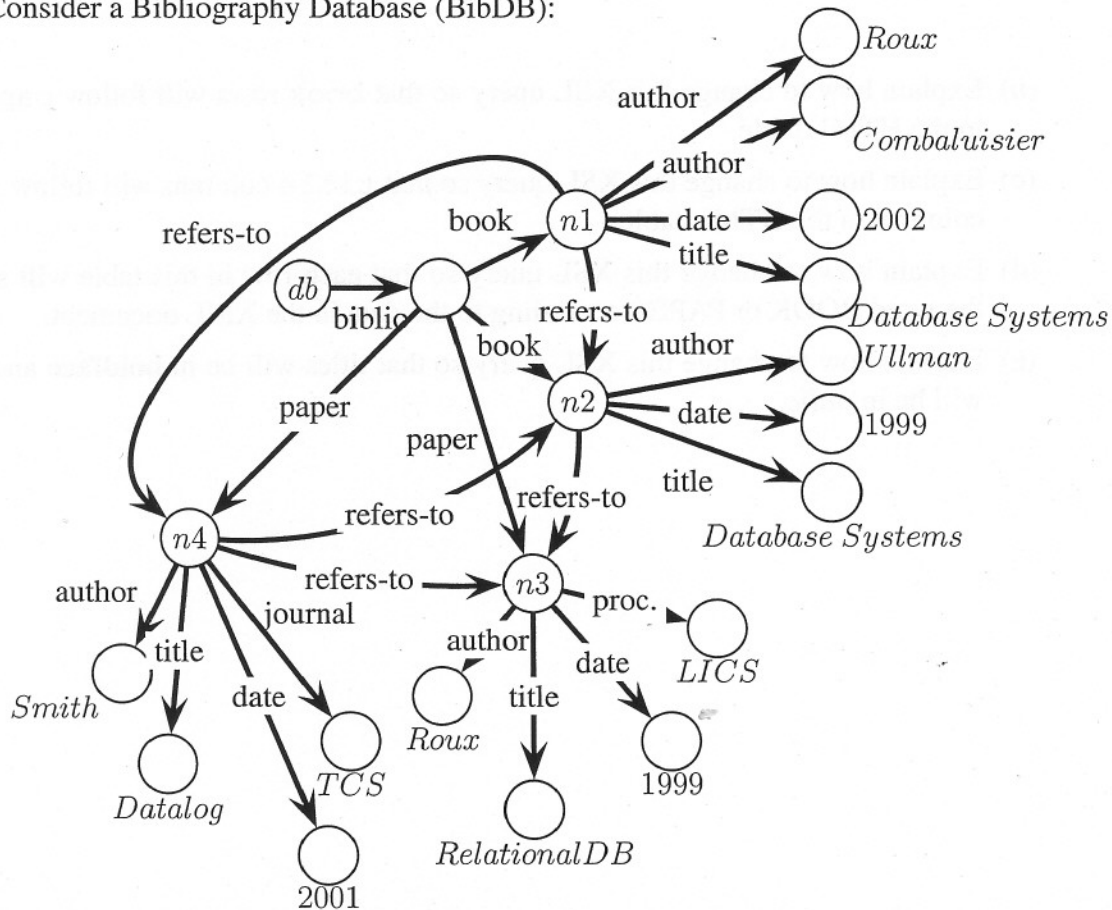 Consider a Bibliography Database (BibDB):
Roux
author
Combaluisier
author
book
n1
date
2002
refers-to
title
db
biblio
refers-to
Database Systems
book
author
Ullman
paper
n2
date
1999
paper
title
refers-to
refers-to
Database Systems
n4
refers-to
n3
proc.
author
journal
author
LICS
title
date
Smith
date
title
Roux
TCS
1999
Datalog
RelationalDB
2001